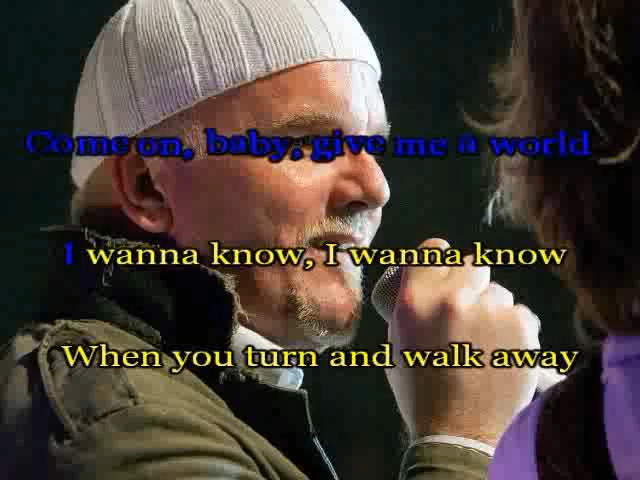 Come on, baby, give me a world
I wanna know, I wanna know
When you turn and walk away